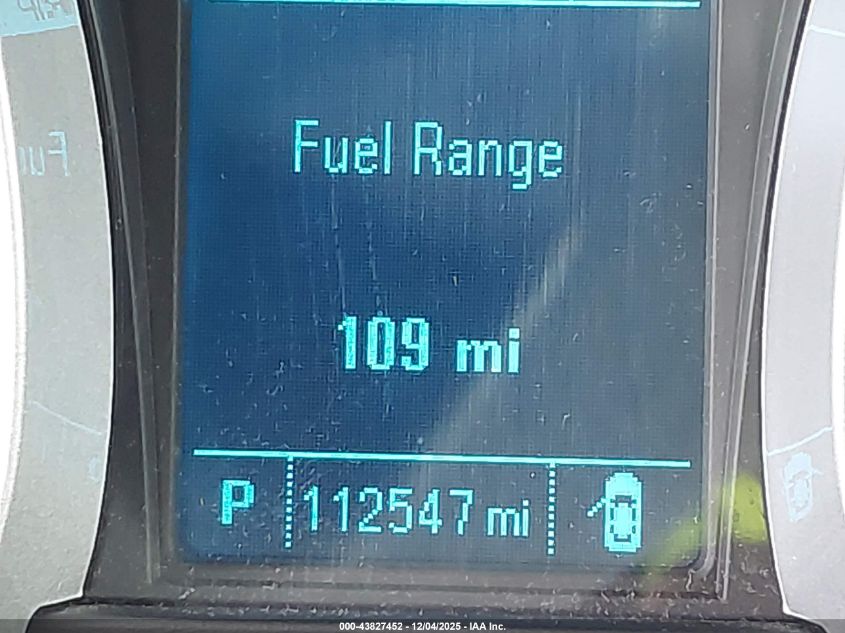 Fuel Range
109 mi
P 112547 mi
000-43827452 - 12/04/2025 - IAA Inc.